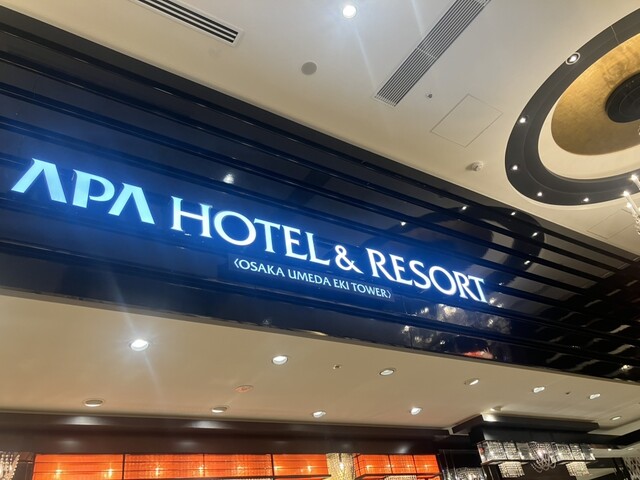 APA HOTEL & RESORT
〈OSAKA UMEDA EKI TOWER〉